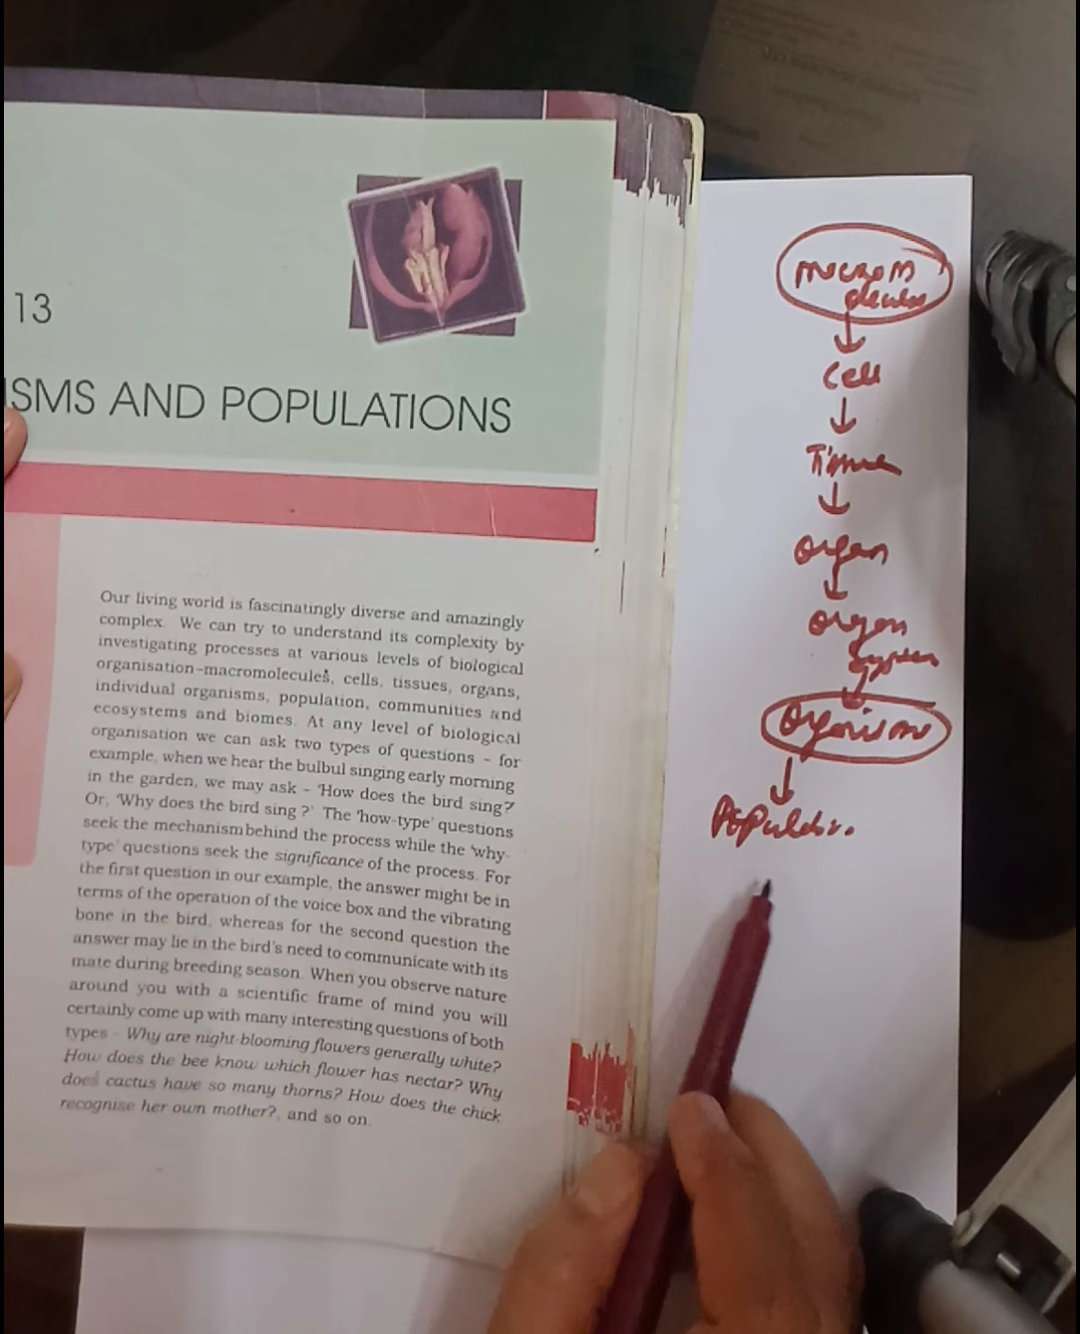 13
SMS AND POPULATIONS
Our living world is fascinatingly diverse and amazingly
complex. We can try to understand its complexity by
investigating processes at various levels of biological
organisation–macromolecules, cells, tissues, organs,
individual organisms, population, communities and
ecosystems and biomes. At any level of biological
organisation we can ask two types of questions – for
example, when we hear the bulbul singing early morning
in the garden, we may ask – 'How does the bird sing?'
Or, 'Why does the bird sing ?' The 'how-type' questions
seek the mechanism behind the process while the 'why-
type' questions seek the significance of the process. For
the first question in our example, the answer might be in
terms of the operation of the voice box and the vibrating
bone in the bird, whereas for the second question the
answer may lie in the bird's need to communicate with its
mate during breeding season. When you observe nature
around you with a scientific frame of mind you will
certainly come up with many interesting questions of both
types - Why are night-blooming flowers generally white?
How does the bee know which flower has nectar? Why
does cactus have so many thorns? How does the chick
recognise her own mother?, and so on.
Cell
Tissue
organ
organ
system
Organism
Population